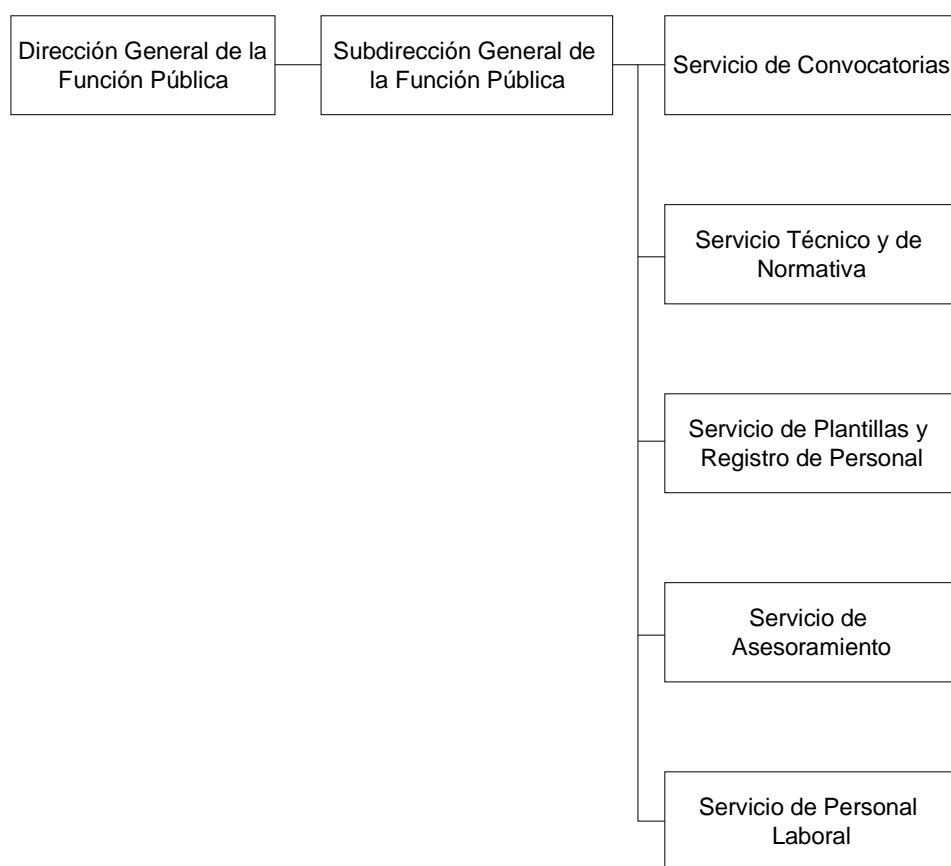 Dirección General de la
Función Pública
Subdirección General de
la Función Pública
Servicio de Convocatorias
Servicio Técnico y de
Normativa
Servicio de Plantillas y
Registro de Personal
Servicio de
Asesoramiento
Servicio de Personal
Laboral